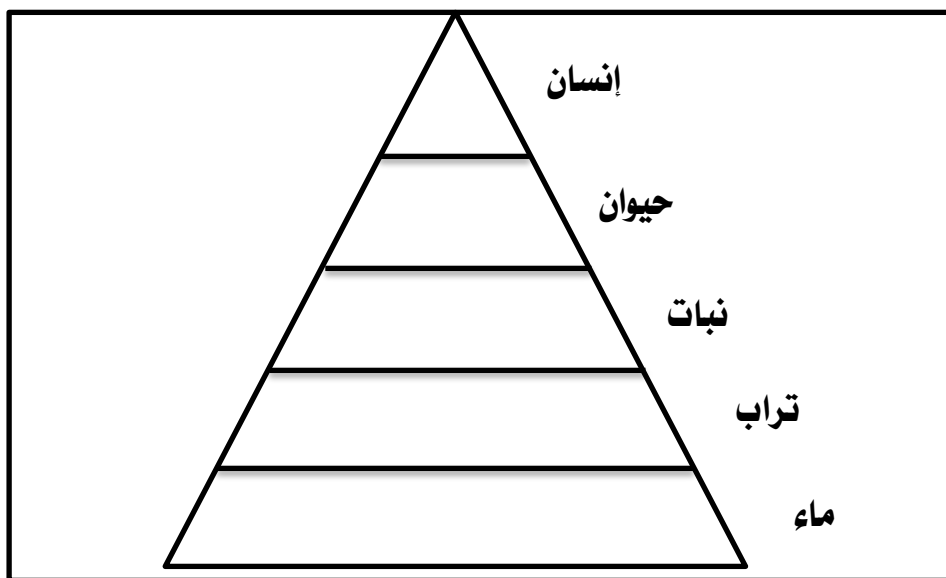 إنسان
حيوان
نبات
تراب
ماء